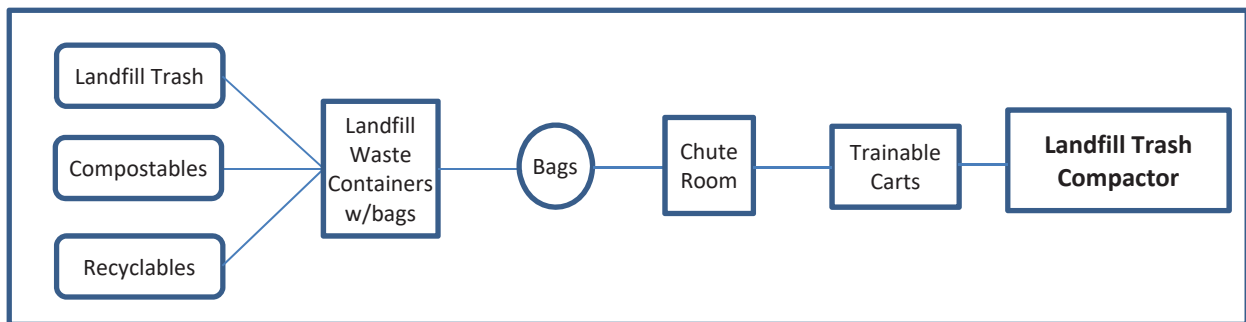 Landfill Trash
Compostables
Recyclables
Landfill
Waste
Containers
w/bags
Bags
Chute
Room
Trainable
Carts
Landfill Trash
Compactor